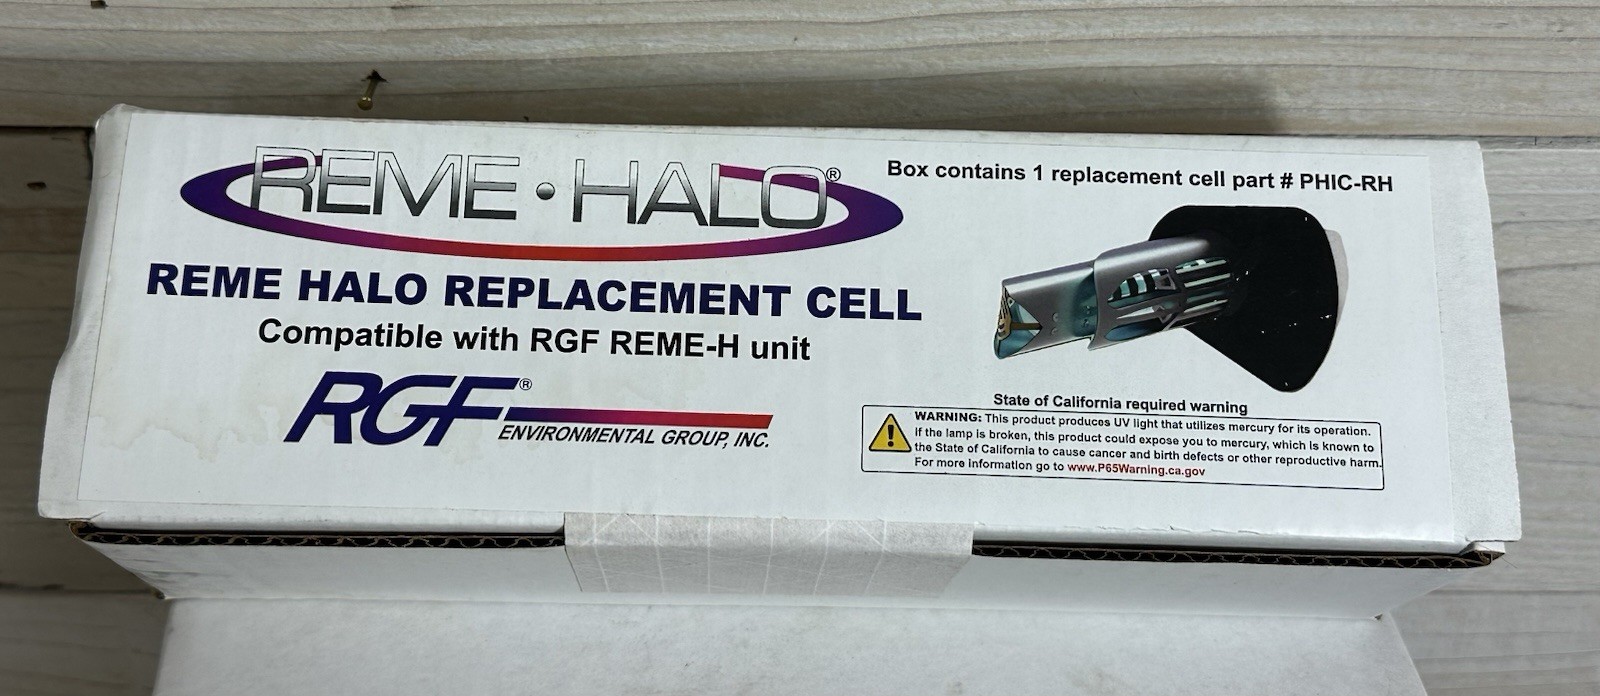 REME•HALO®
Box contains 1 replacement cell part # PHIC-RH
REME HALO REPLACEMENT CELL
Compatible with RGF REME-H unit
RGF®
ENVIRONMENTAL GROUP, INC.
State of California required warning
WARNING: This product produces UV light that utilizes mercury for its operation.
If the lamp is broken, this product could expose you to mercury, which is known to
the State of California to cause cancer and birth defects or other reproductive harm.
For more information go to www.P65Warning.ca.gov